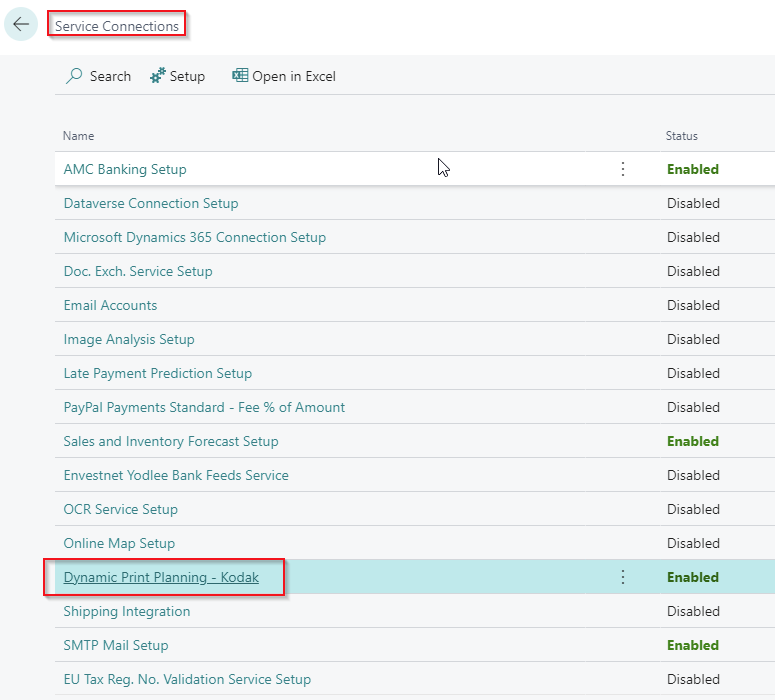 Service Connections
Search Setup Open in Excel
Name Status
AMC Banking Setup Enabled
Dataverse Connection Setup Disabled
Microsoft Dynamics 365 Connection Setup Disabled
Doc. Exch. Service Setup Disabled
Email Accounts Disabled
Image Analysis Setup Disabled
Late Payment Prediction Setup Disabled
PayPal Payments Standard - Fee % of Amount Disabled
Sales and Inventory Forecast Setup Enabled
Envestnet Yodlee Bank Feeds Service Disabled
OCR Service Setup Disabled
Online Map Setup Disabled
Dynamic Print Planning - Kodak Enabled
Shipping Integration Disabled
SMTP Mail Setup Enabled
EU Tax Reg. No. Validation Service Setup Disabled